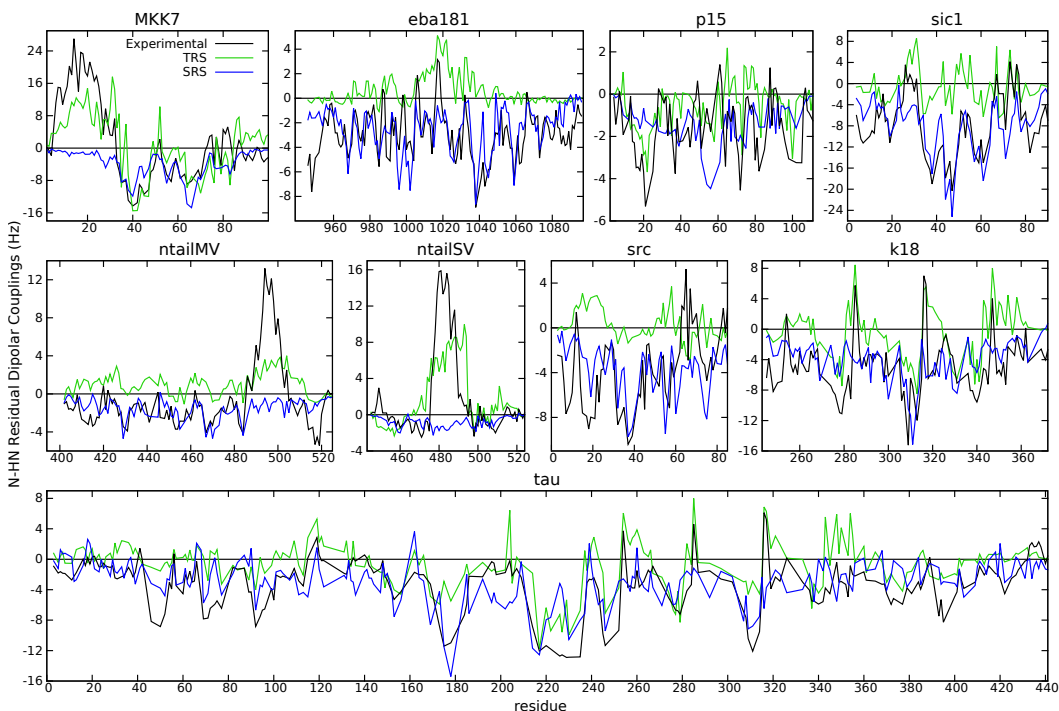 MKK7
eba181
p15
sic1
Experimental
TRS
SRS
24
18
12
6
0
-8
-16
20 40 60 80
4
2
0
-2
-4
-6
-8
960 980 1000 1020 1040 1060 1080
2
0
-2
-4
-6
20 40 60 80 100
8
4
0
-4
-8
-12
-16
-20
-24
0 20 40 60 80
N-HN Residual Dipolar Couplings (Hz)
ntailMV
ntailSV
src
k18
12
8
4
0
-4
400 420 440 460 480 500 520
16
12
8
4
0
-4
460 480 500 520
4
0
-4
-8
0 20 40 60 80
8
4
0
-4
-8
-12
-16
260 280 300 320 340 360
tau
8
4
0
-4
-8
-12
-16
0 20 40 60 80 100 120 140 160 180 200 220 240 260 280 300 320 340 360 380 400 420 440
residue